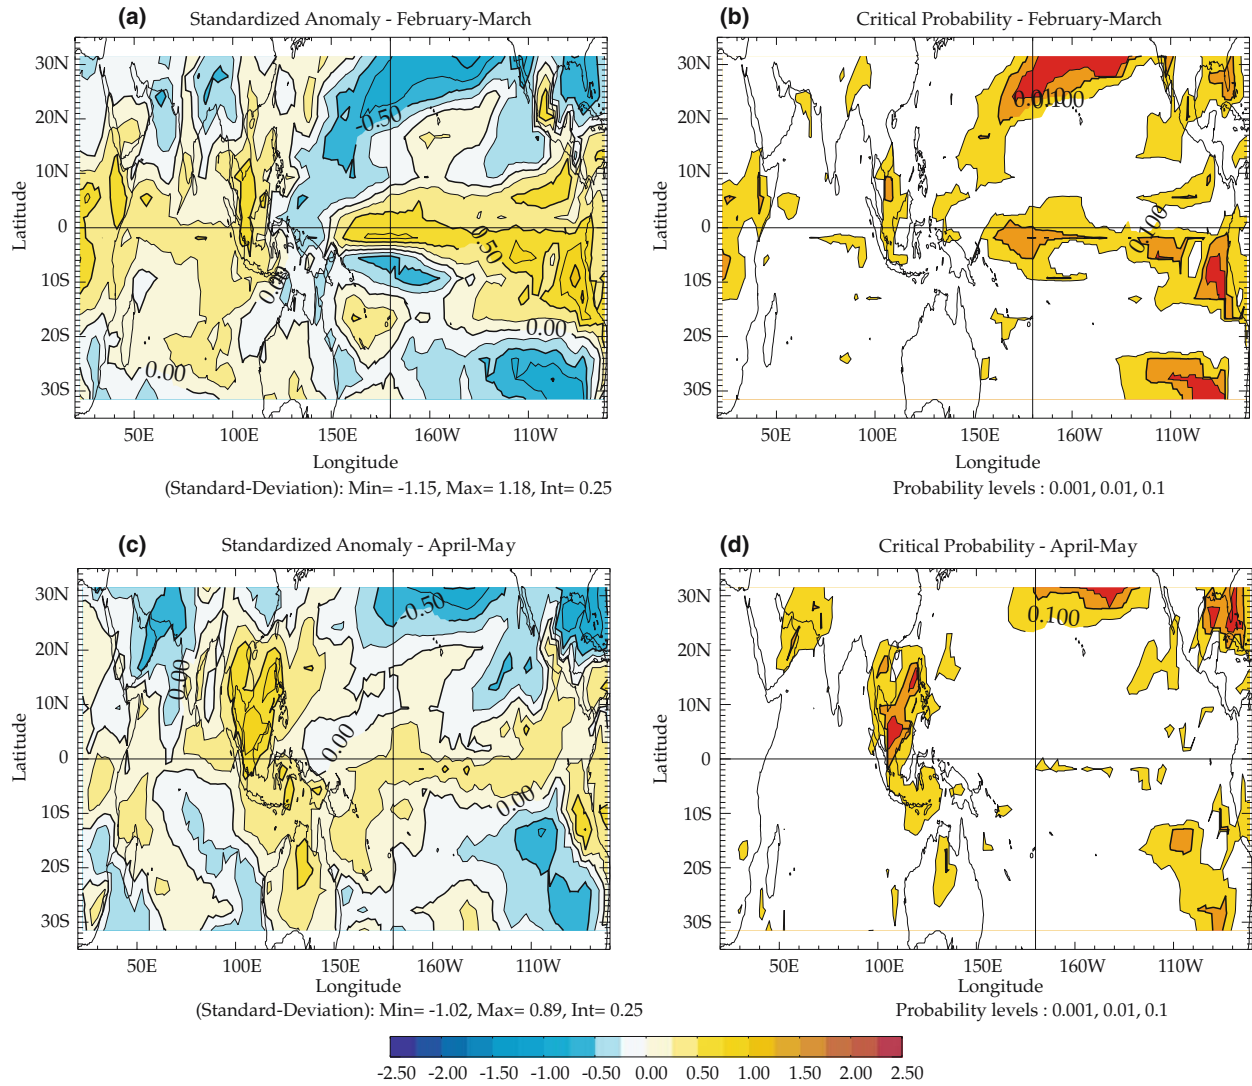 (a) Standardized Anomaly - February-March
(b) Critical Probability - February-March
Latitude
30N
20N
10N
0
10S
20S
30S
-0.50
0.50
0.00
0.00
0.00
50E 100E 150E 160W 110W
Longitude
(Standard-Deviation): Min= -1.15, Max= 1.18, Int= 0.25
Latitude
30N
20N
10N
0
10S
20S
30S
0.100
50E 100E 150E 160W 110W
Longitude
Probability levels : 0.001, 0.01, 0.1
(c) Standardized Anomaly - April-May
(d) Critical Probability - April-May
Latitude
30N
20N
10N
0
10S
20S
30S
-0.50
0.00
0.00
0.00
50E 100E 150E 160W 110W
Longitude
(Standard-Deviation): Min= -1.02, Max= 0.89, Int= 0.25
Latitude
30N
20N
10N
0
10S
20S
30S
0.100
50E 100E 150E 160W 110W
Longitude
Probability levels : 0.001, 0.01, 0.1
-2.50 -2.00 -1.50 -1.00 -0.50 0.00 0.50 1.00 1.50 2.00 2.50